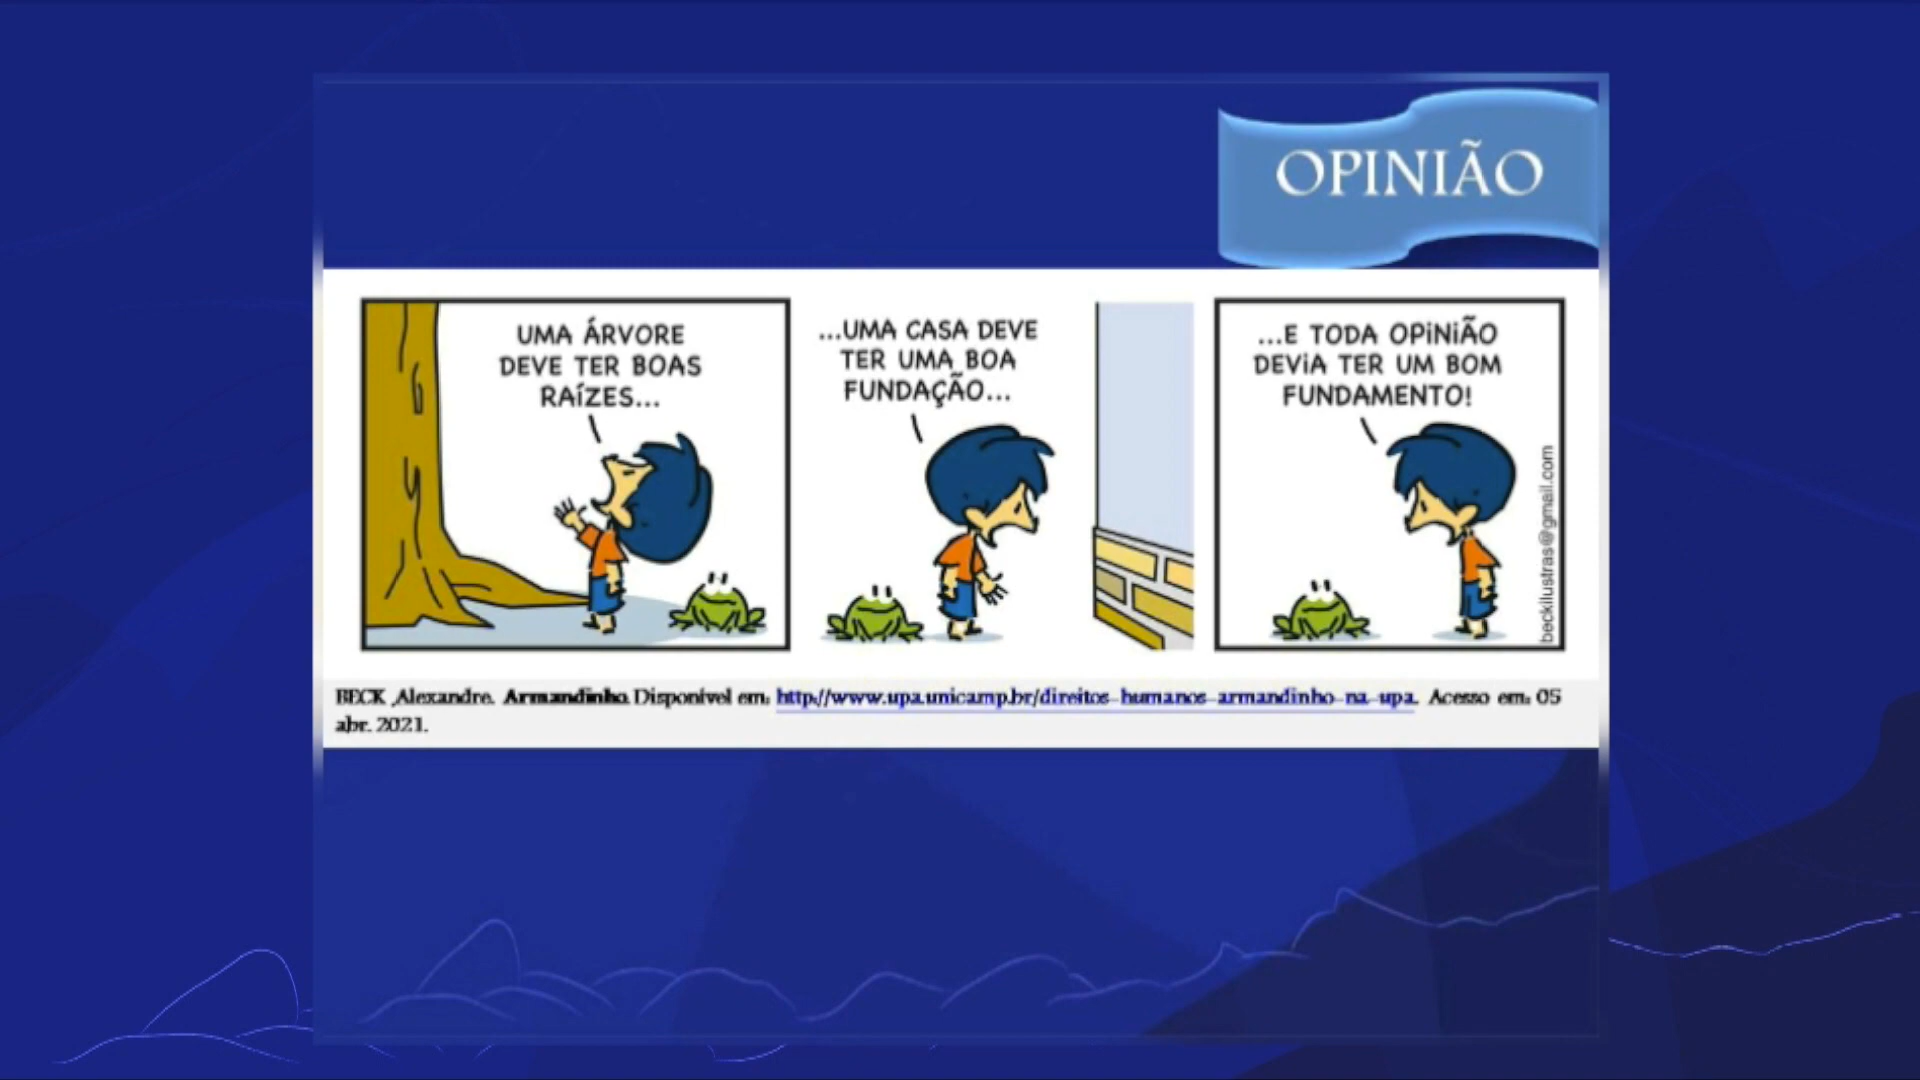 OPINIÃO
UMA ÁRVORE
DEVE TER BOAS
RAÍZES...
...UMA CASA DEVE
TER UMA BOA
FUNDAÇÃO...
...E TODA OPINIÃO
DEVIA TER UM BOM
FUNDAMENTO!
beckilustras@gmail.com
BECK ,Alexandre. Armandinho. Disponível em: http://www.upa.unicamp.br/direitos-humanos-armandinho-na-upa. Acesso em: 05
abr. 2021.